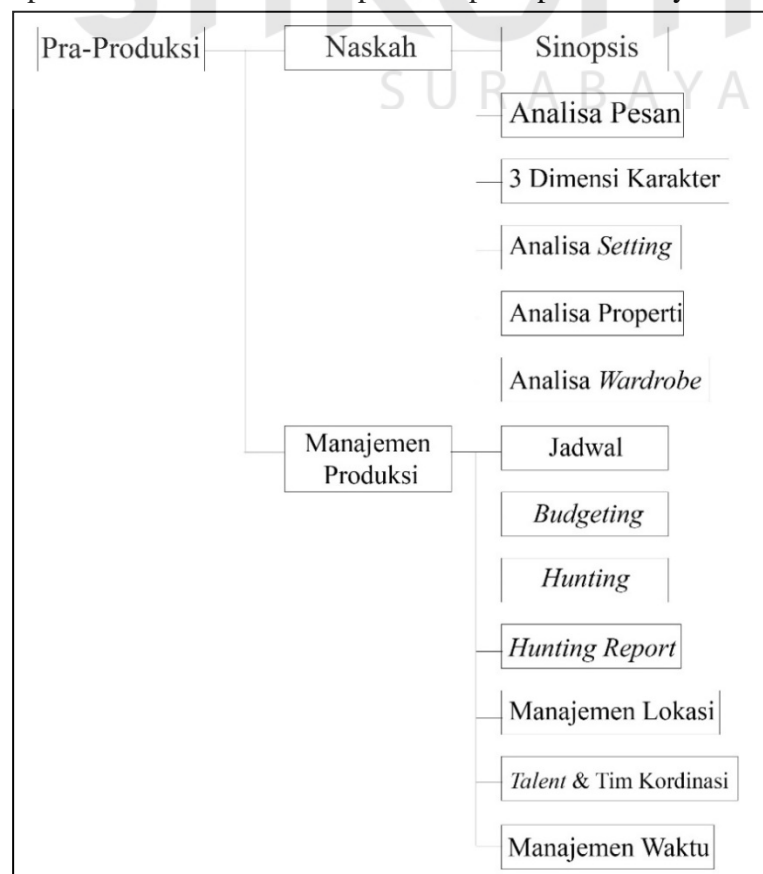 Pra-Produksi
Naskah
Sinopsis
SURABAYA
Analisa Pesan
3 Dimensi Karakter
Analisa Setting
Analisa Properti
Analisa Wardrobe
Manajemen
Produksi
Jadwal
Budgeting
Hunting
Hunting Report
Manajemen Lokasi
Talent & Tim Kordinasi
Manajemen Waktu